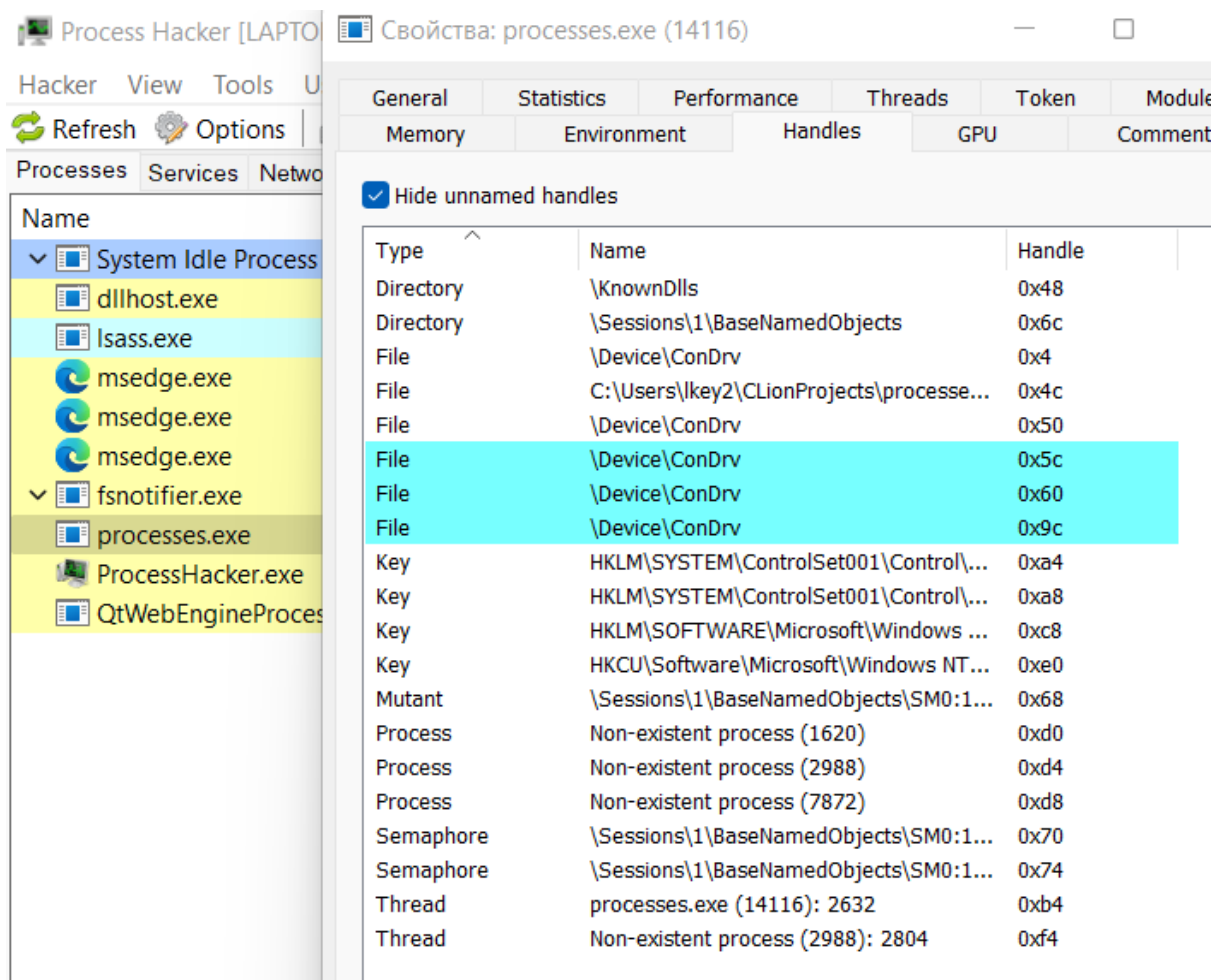 Process Hacker [LAPTO
Hacker View Tools U
Refresh Options
Processes Services Netwo
Name
System Idle Process
dllhost.exe
lsass.exe
msedge.exe
msedge.exe
msedge.exe
fsnotifier.exe
processes.exe
ProcessHacker.exe
QtWebEngineProces
Свойства: processes.exe (14116)
General Statistics Performance Threads Token Module
Memory Environment Handles GPU Comment
Hide unnamed handles
Type Name Handle
Directory \KnownDlls 0x48
Directory \Sessions\1\BaseNamedObjects 0x6c
File \Device\ConDrv 0x4
File C:\Users\lkey2\CLionProjects\processe... 0x4c
File \Device\ConDrv 0x50
File \Device\ConDrv 0x5c
File \Device\ConDrv 0x60
File \Device\ConDrv 0x9c
Key HKLM\SYSTEM\ControlSet001\Control\... 0xa4
Key HKLM\SYSTEM\ControlSet001\Control\... 0xa8
Key HKLM\SOFTWARE\Microsoft\Windows ... 0xc8
Key HKCU\Software\Microsoft\Windows NT... 0xe0
Mutant \Sessions\1\BaseNamedObjects\SM0:1... 0x68
Process Non-existent process (1620) 0xd0
Process Non-existent process (2988) 0xd4
Process Non-existent process (7872) 0xd8
Semaphore \Sessions\1\BaseNamedObjects\SM0:1... 0x70
Semaphore \Sessions\1\BaseNamedObjects\SM0:1... 0x74
Thread processes.exe (14116): 2632 0xb4
Thread Non-existent process (2988): 2804 0xf4